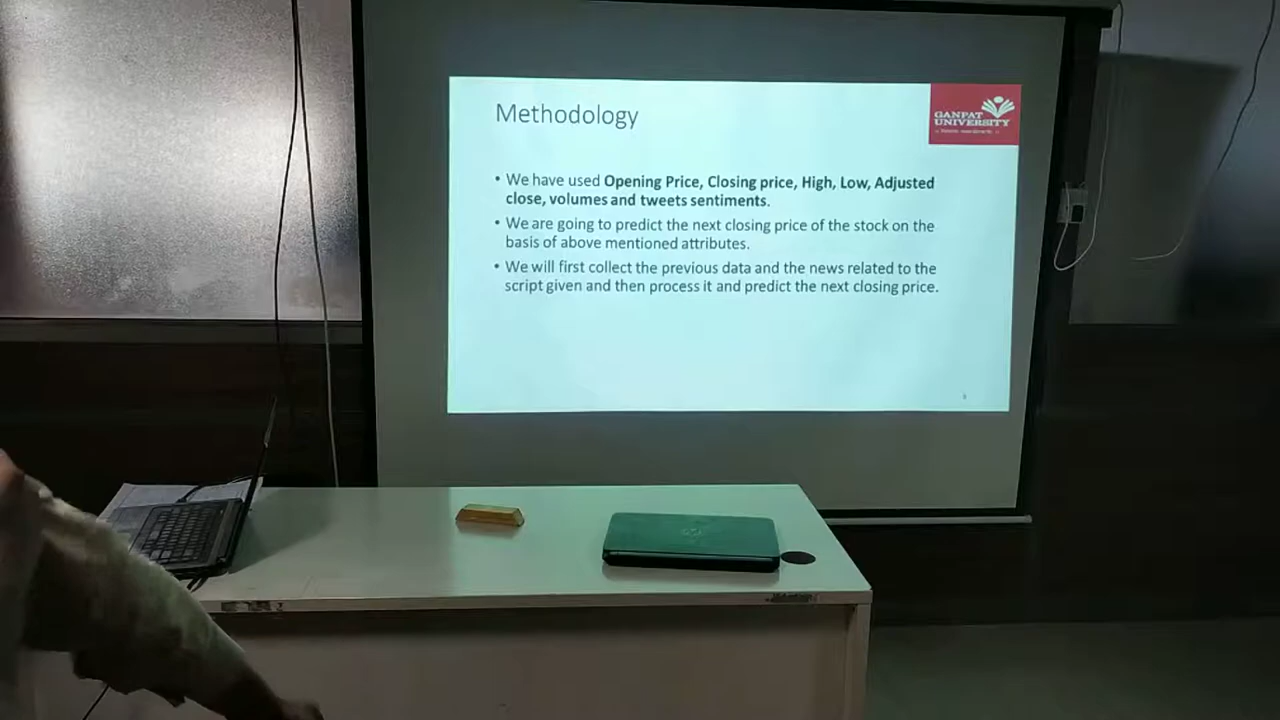 Methodology
GANPAT
UNIVERSITY
• We have used Opening Price, Closing price, High, Low, Adjusted
close, volumes and tweets sentiments.
• We are going to predict the next closing price of the stock on the
basis of above mentioned attributes.
• We will first collect the previous data and the news related to the
script given and then process it and predict the next closing price.